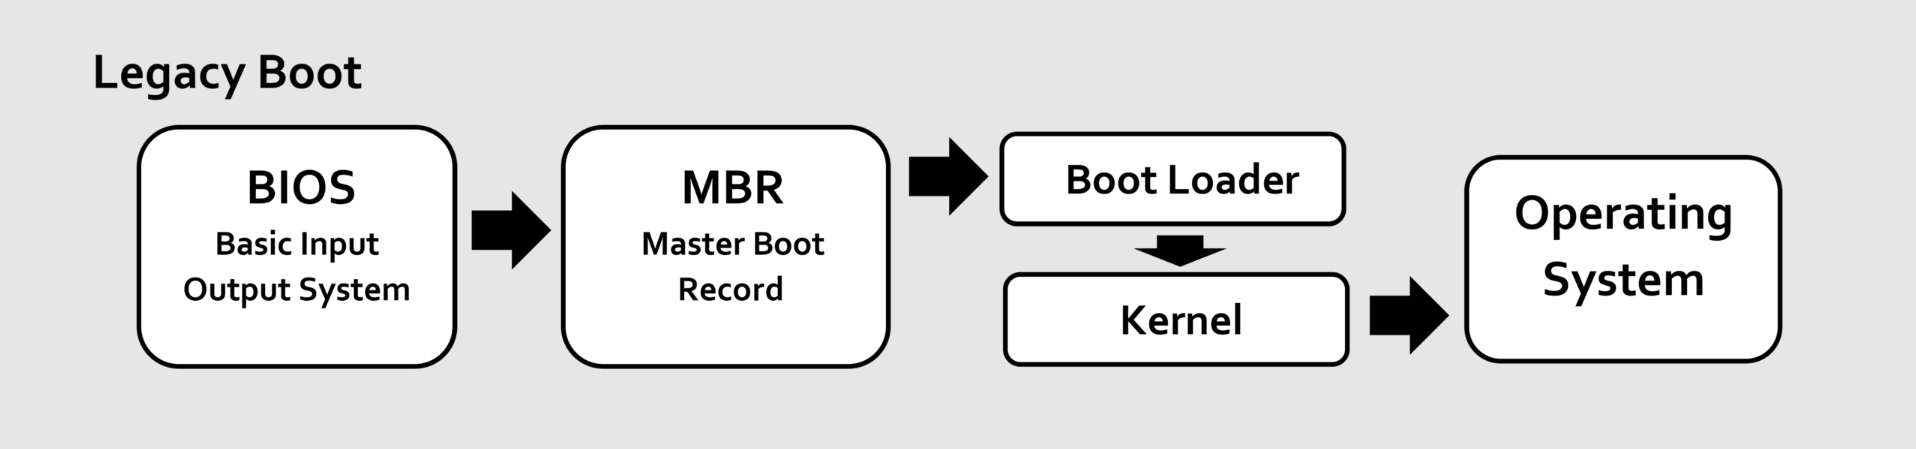 Legacy Boot
BIOS
Basic Input
Output System
MBR
Master Boot
Record
Boot Loader
Kernel
Operating
System